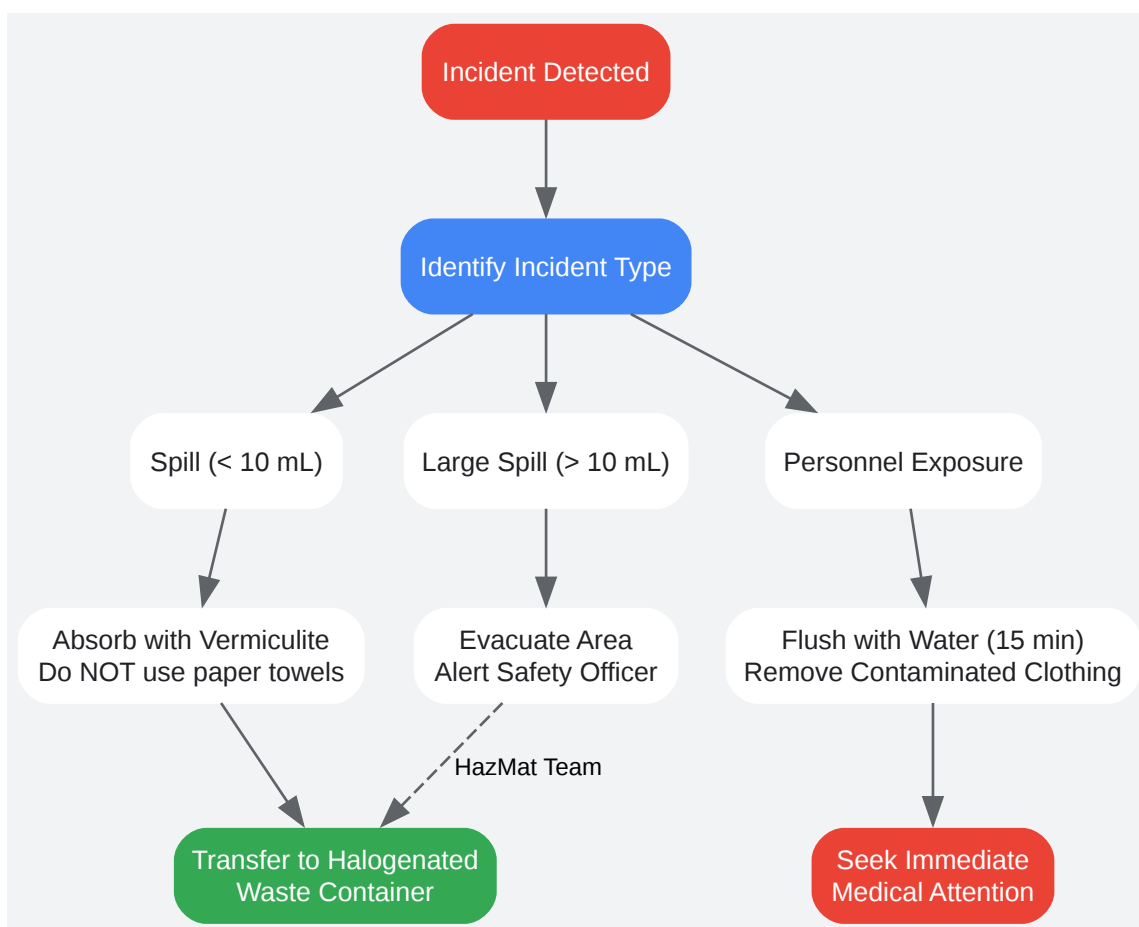 Incident Detected
Identify Incident Type
Spill (< 10 mL)
Large Spill (> 10 mL)
Personnel Exposure
Absorb with Vermiculite
Do NOT use paper towels
Evacuate Area
Alert Safety Officer
Flush with Water (15 min)
Remove Contaminated Clothing
HazMat Team
Transfer to Halogenated
Waste Container
Seek Immediate
Medical Attention